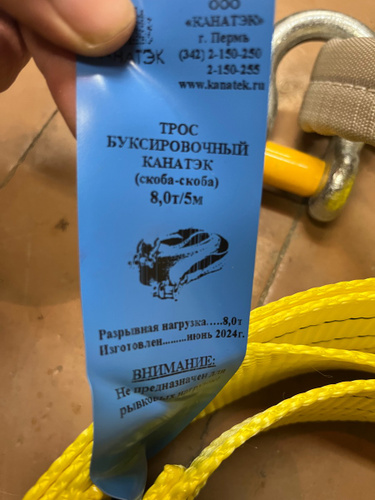 ООО
«КАНАТЭК»
г. Пермь
(342) 2-150-250
2-150-255
www.kanatek.ru
ТРОС
БУКСИРОВОЧНЫЙ
КАНАТЭК
(скоба-скоба)
8,0т/5м
Разрывная нагрузка.....8,0т
Изготовлен.........июнь 2024г.
ВНИМАНИЕ:
Не предназначен для
рывковых